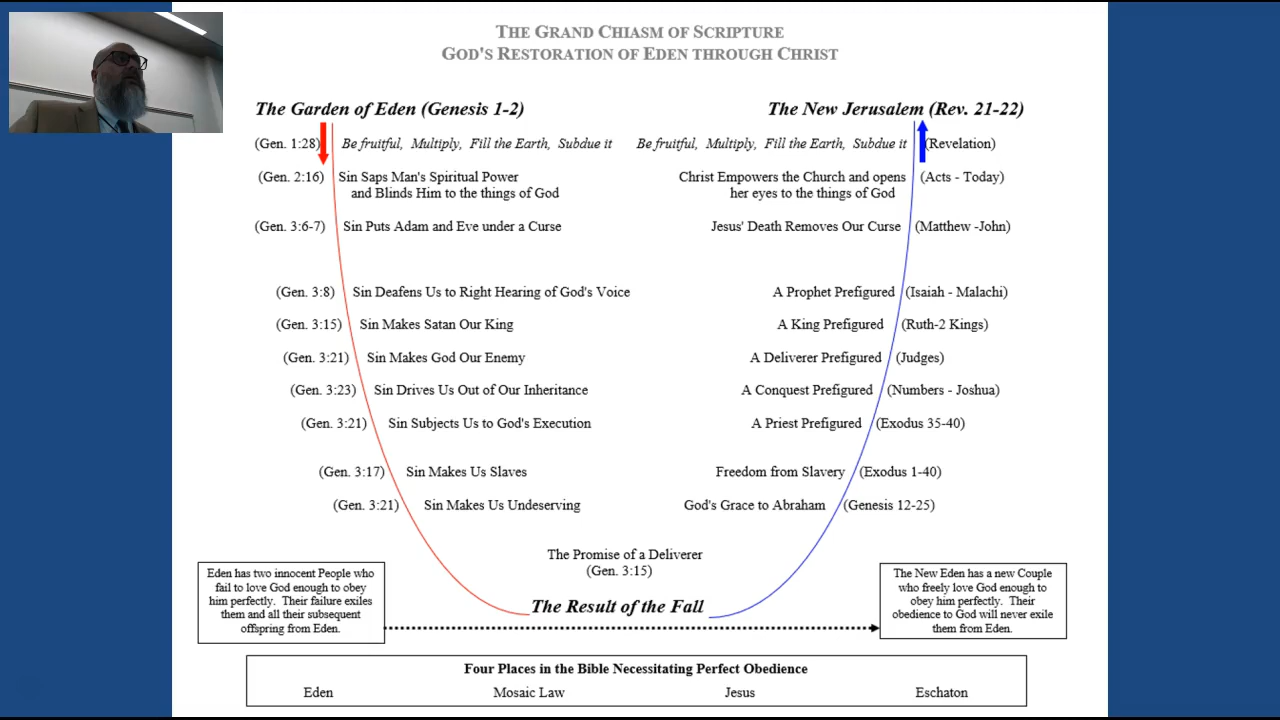 THE GRAND CHIASM OF SCRIPTURE
GOD'S RESTORATION OF EDEN THROUGH CHRIST
The Garden of Eden (Genesis 1-2)
The New Jerusalem (Rev. 21-22)
(Gen. 1:28) Be fruitful, Multiply, Fill the Earth, Subdue it
Be fruitful, Multiply, Fill the Earth, Subdue it (Revelation)
(Gen. 2:16) Sin Saps Man's Spiritual Power
and Blinds Him to the things of God
Christ Empowers the Church and opens (Acts - Today)
her eyes to the things of God
(Gen. 3:6-7) Sin Puts Adam and Eve under a Curse
Jesus' Death Removes Our Curse (Matthew -John)
(Gen. 3:8) Sin Deafens Us to Right Hearing of God's Voice
A Prophet Prefigured (Isaiah - Malachi)
(Gen. 3:15) Sin Makes Satan Our King
A King Prefigured (Ruth-2 Kings)
(Gen. 3:21) Sin Makes God Our Enemy
A Deliverer Prefigured (Judges)
(Gen. 3:23) Sin Drives Us Out of Our Inheritance
A Conquest Prefigured (Numbers - Joshua)
(Gen. 3:21) Sin Subjects Us to God's Execution
A Priest Prefigured (Exodus 35-40)
(Gen. 3:17) Sin Makes Us Slaves
Freedom from Slavery (Exodus 1-40)
(Gen. 3:21) Sin Makes Us Undeserving
God's Grace to Abraham (Genesis 12-25)
The Promise of a Deliverer
(Gen. 3:15)
The Result of the Fall
Eden has two innocent People who
fail to love God enough to obey
him perfectly. Their failure exiles
them and all their subsequent
offspring from Eden.
The New Eden has a new Couple
who freely love God enough to
obey him perfectly. Their
obedience to God will never exile
them from Eden.
Four Places in the Bible Necessitating Perfect Obedience
Eden Mosaic Law Jesus Eschaton